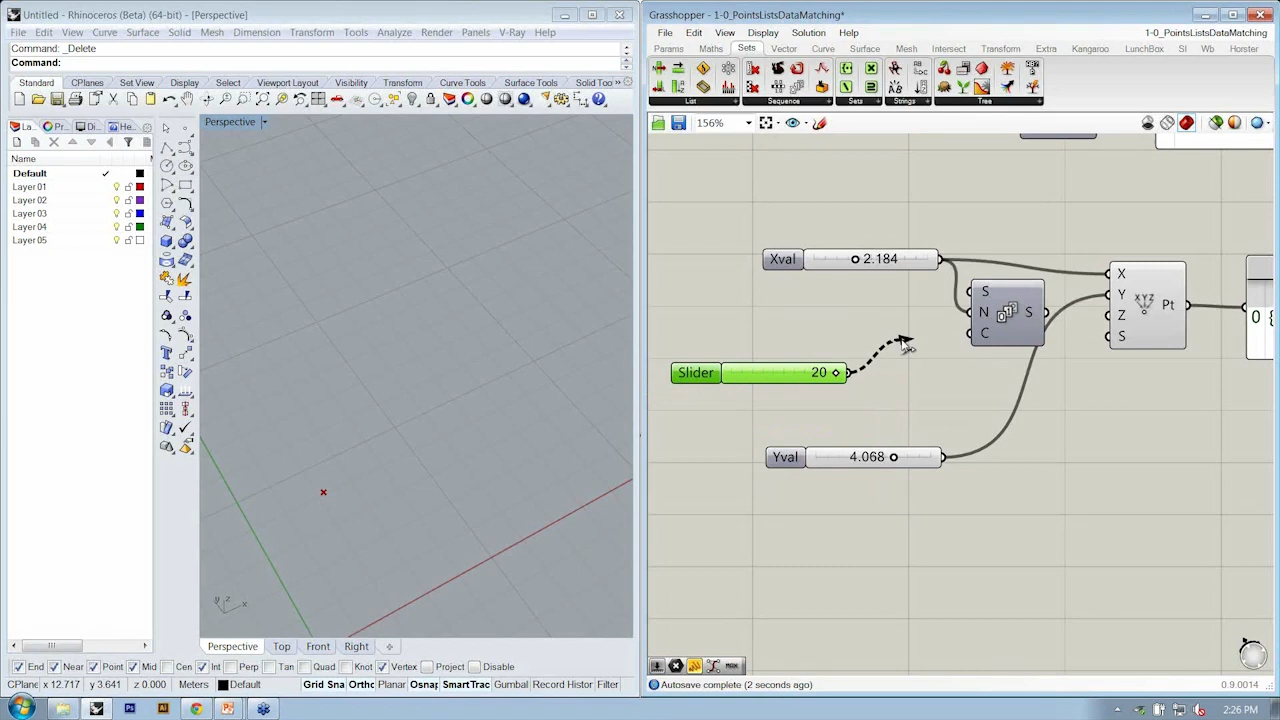 Untitled - Rhinoceros (Beta) (64-bit) - [Perspective]
File Edit View Curve Surface Solid Mesh Dimension Transform Tools Analyze Render Panels V-Ray Help
Command: _Delete
Command:
Standard CPlanes Set View Display Select Viewport Layout Visibility Transform Curve Tools Surface Tools Solid Too
Perspective
Name
Default
Layer 01
Layer 02
Layer 03
Layer 04
Layer 05
y z x
Perspective Top Front Right
End Near Point Mid Cen Int Perp Tan Quad Knot Vertex Project Disable
CPlane x 12.717 y 3.641 z 0.000 Meters Default Grid Sna Ortho Planar Osnap SmartTrac Gumbal Record Histor Filter
Grasshopper - 1-0_PointsListsDataMatching*
File Edit View Display Solution Help 1-0_PointsListsDataMatching
Params Maths Sets Vector Curve Surface Mesh Intersect Transform Extra Kangaroo LunchBox SI Wb Horster
List Sequence Sets Strings Tree
156%
Xval 2.184
S
N S
C
X
Y Pt
Z
S
0
Slider 20
Yval 4.068
Autosave complete (2 seconds ago) 0.9.0014
2:26 PM